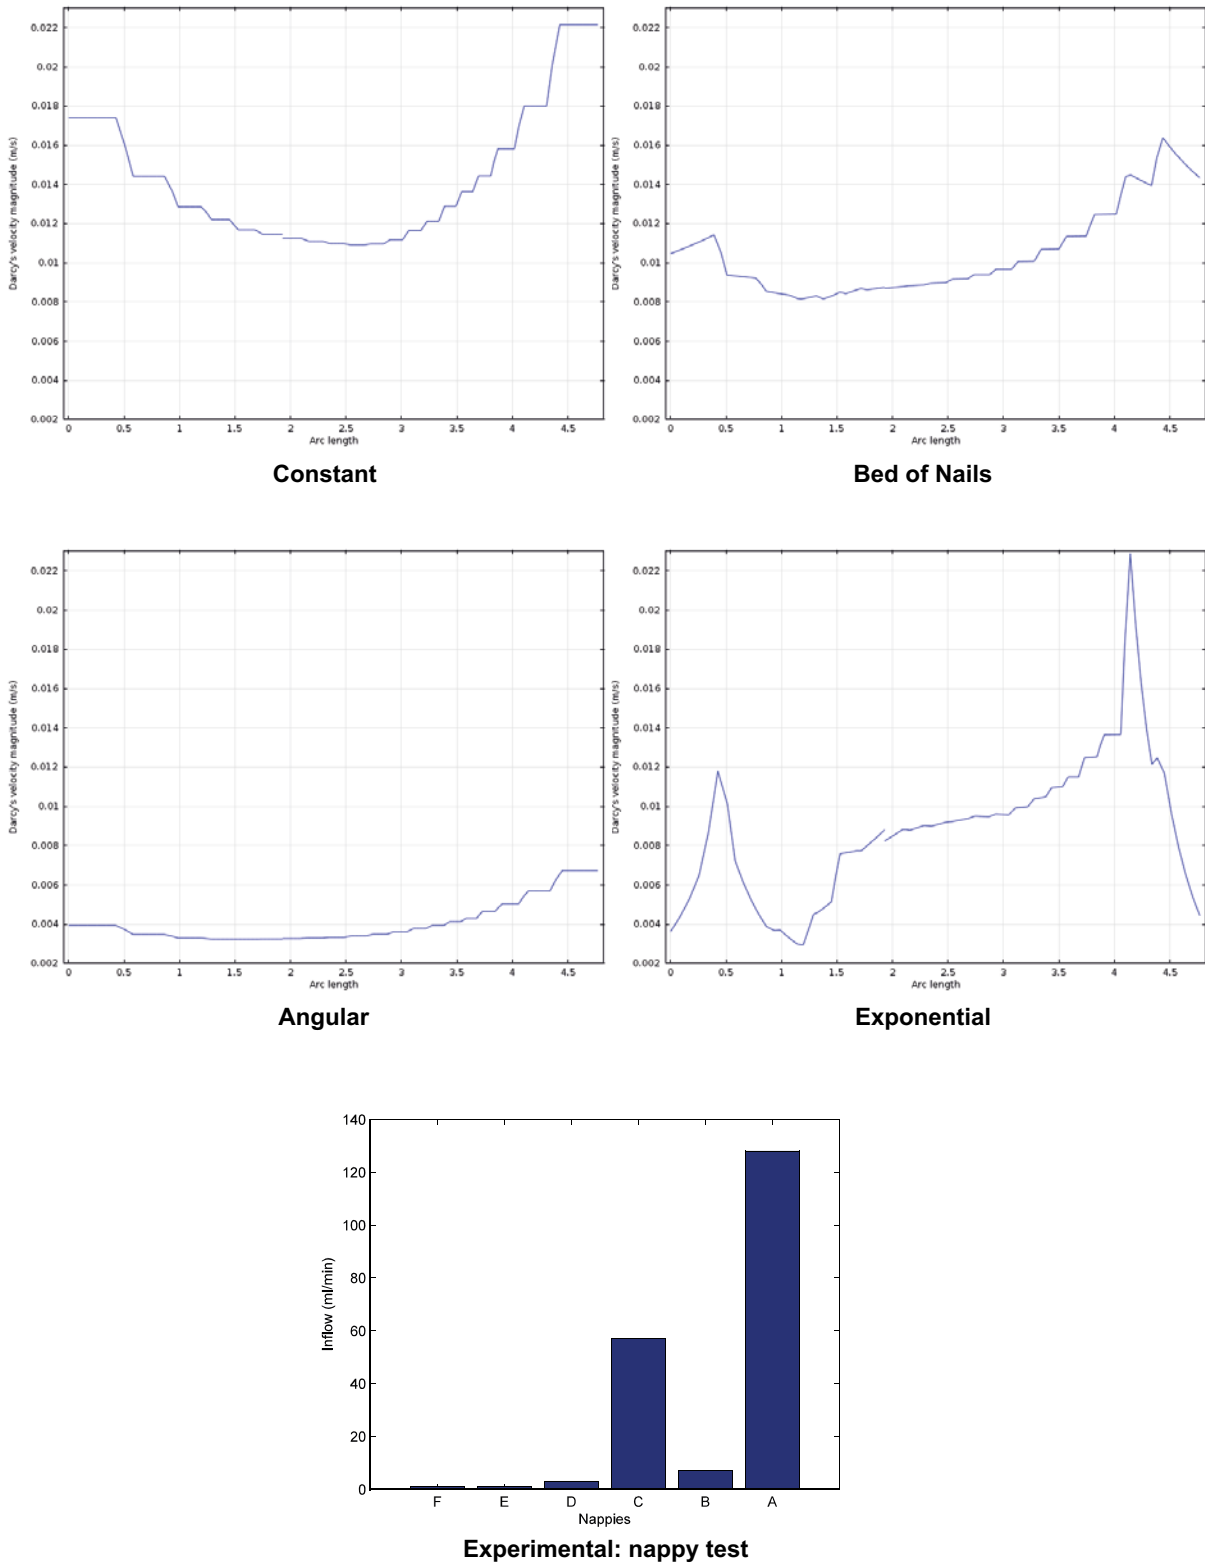 0.022
0.02
0.018
0.016
0.014
0.012
0.01
0.008
0.006
0.004
0.002
Darcy's velocity magnitude (m/s)
0 0.5 1 1.5 2 2.5 3 3.5 4 4.5
Arc length
Constant
0.022
0.02
0.018
0.016
0.014
0.012
0.01
0.008
0.006
0.004
0.002
Darcy's velocity magnitude (m/s)
0 0.5 1 1.5 2 2.5 3 3.5 4 4.5
Arc length
Bed of Nails
0.022
0.02
0.018
0.016
0.014
0.012
0.01
0.008
0.006
0.004
0.002
Darcy's velocity magnitude (m/s)
0 0.5 1 1.5 2 2.5 3 3.5 4 4.5
Arc length
Angular
0.022
0.02
0.018
0.016
0.014
0.012
0.01
0.008
0.006
0.004
0.002
Darcy's velocity magnitude (m/s)
0 0.5 1 1.5 2 2.5 3 3.5 4 4.5
Arc length
Exponential
140
120
100
80
60
40
20
0
Inflow (ml/min)
F E D C B A
Nappies
Experimental: nappy test